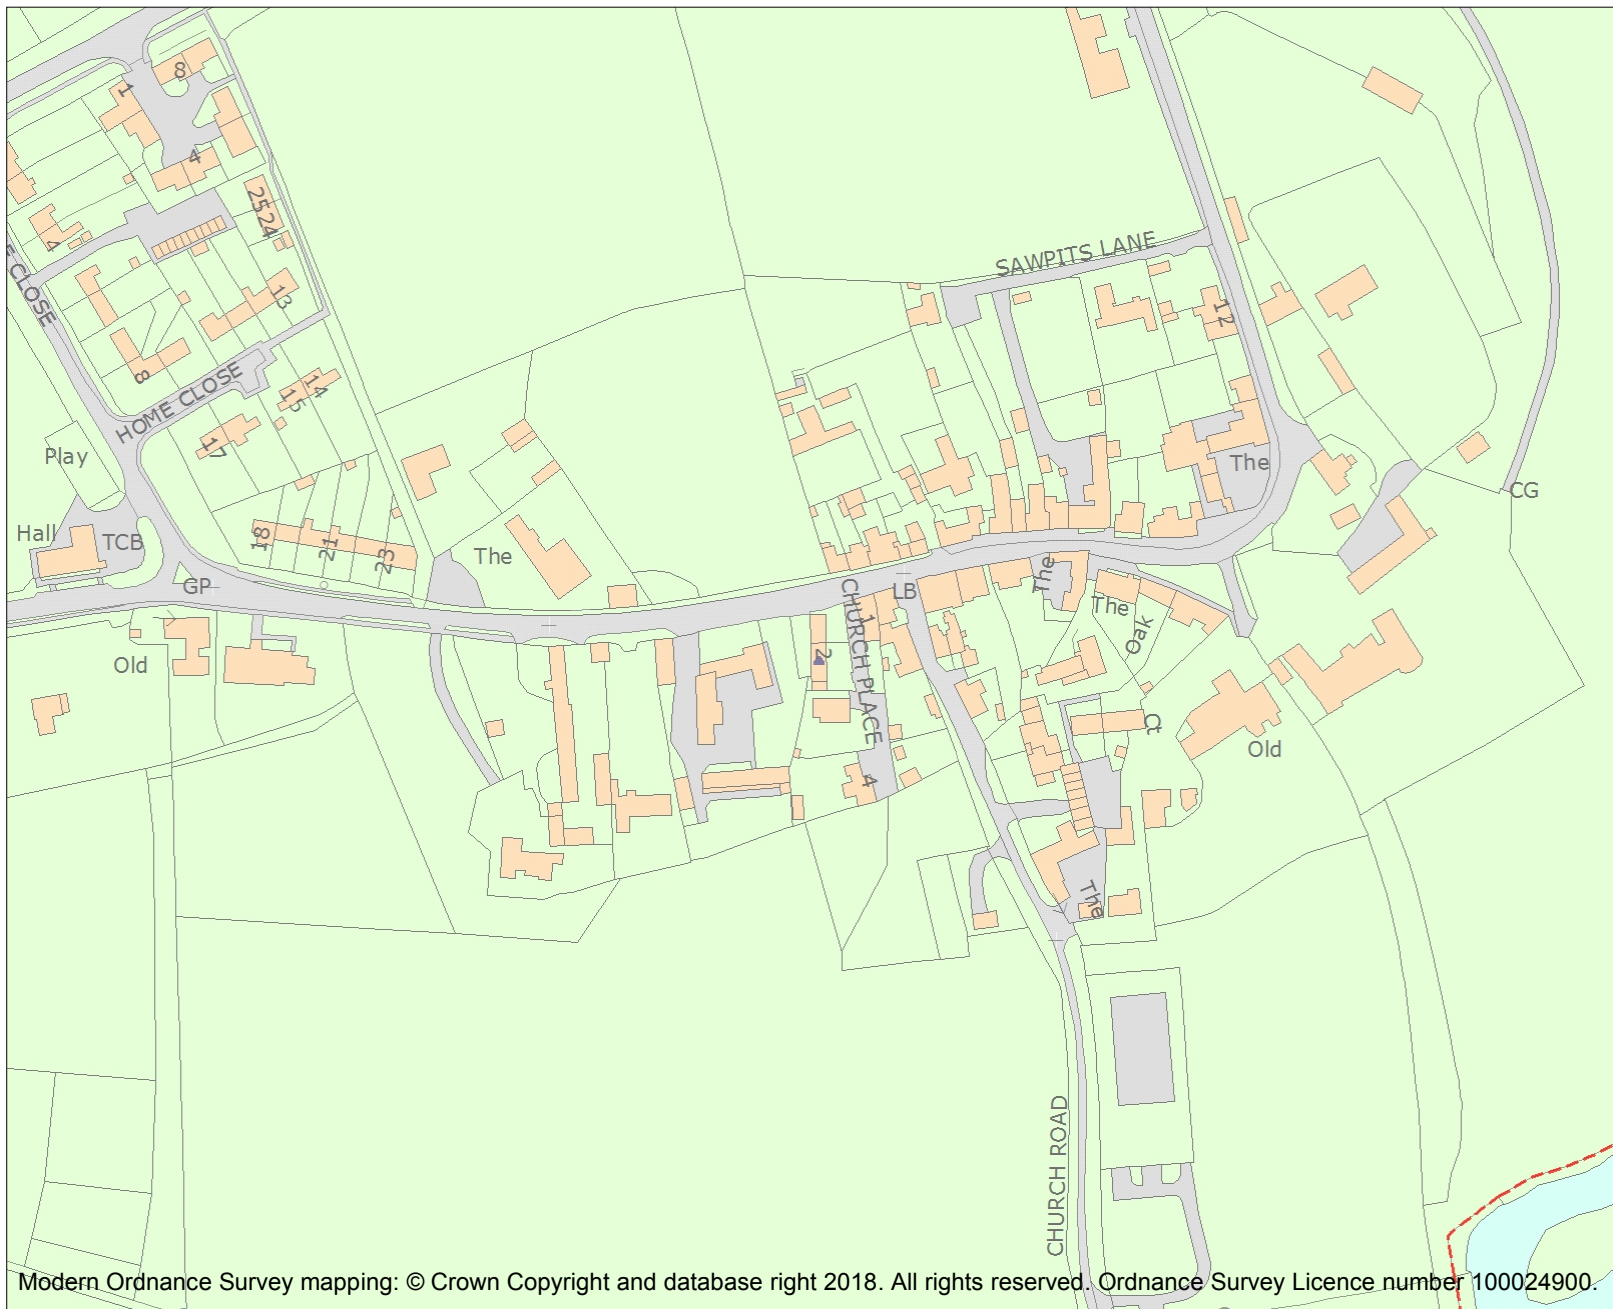 8
1
4
2524
4
E CLOSE
13
SAWPITS LANE
12
8
HOME CLOSE
14
15
17
Play
The
CG
Hall
TCB
18
21
23
The
GP
CHURCH PLACE
1
LB
The
The
Oak
Old
2
Ct
Old
4
The
CHURCH ROAD
Modern Ordnance Survey mapping: © Crown Copyright and database right 2018. All rights reserved. Ordnance Survey Licence number 100024900.